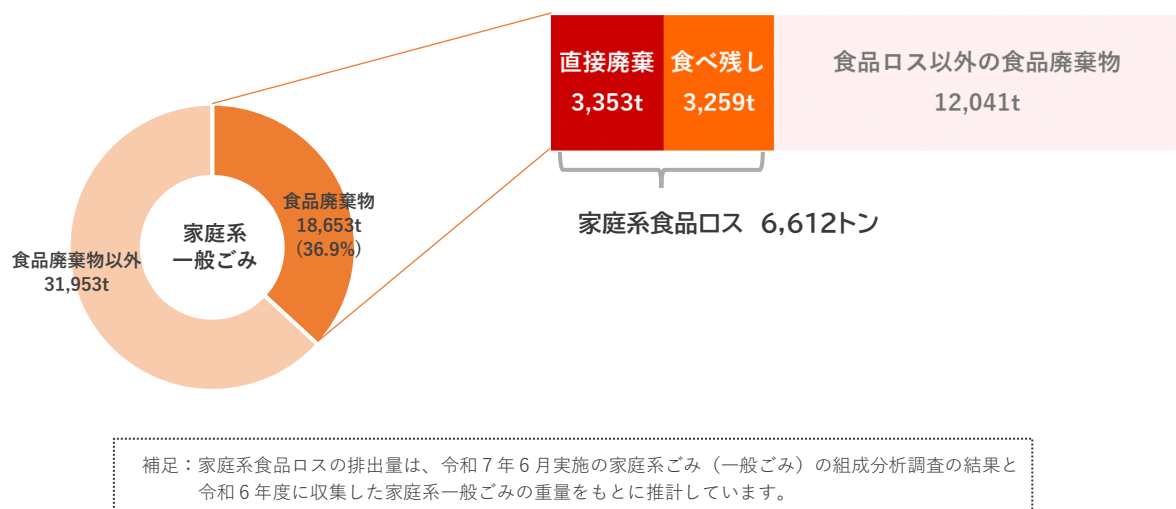 直接廃棄
3,353t
食べ残し
3,259t
食品ロス以外の食品廃棄物
12,041t
家庭系食品ロス 6,612トン
家庭系
一般ごみ
食品廃棄物
18,653t
(36.9%)
食品廃棄物以外
31,953t
補足：家庭系食品ロスの排出量は、令和７年６月実施の家庭系ごみ（一般ごみ）の組成分析調査の結果と
令和６年度に収集した家庭系一般ごみの重量をもとに推計しています。